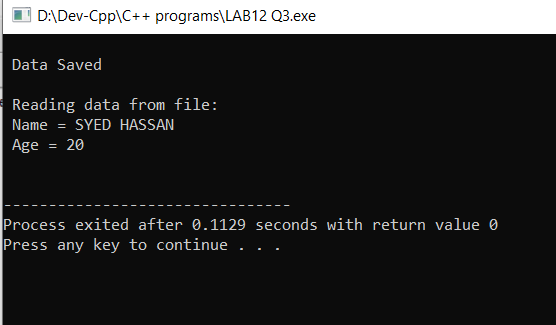 D:\Dev-Cpp\C++ programs\LAB12 Q3.exe
Data Saved
Reading data from file:
Name = SYED HASSAN
Age = 20
--------------------------------
Process exited after 0.1129 seconds with return value 0
Press any key to continue . . .